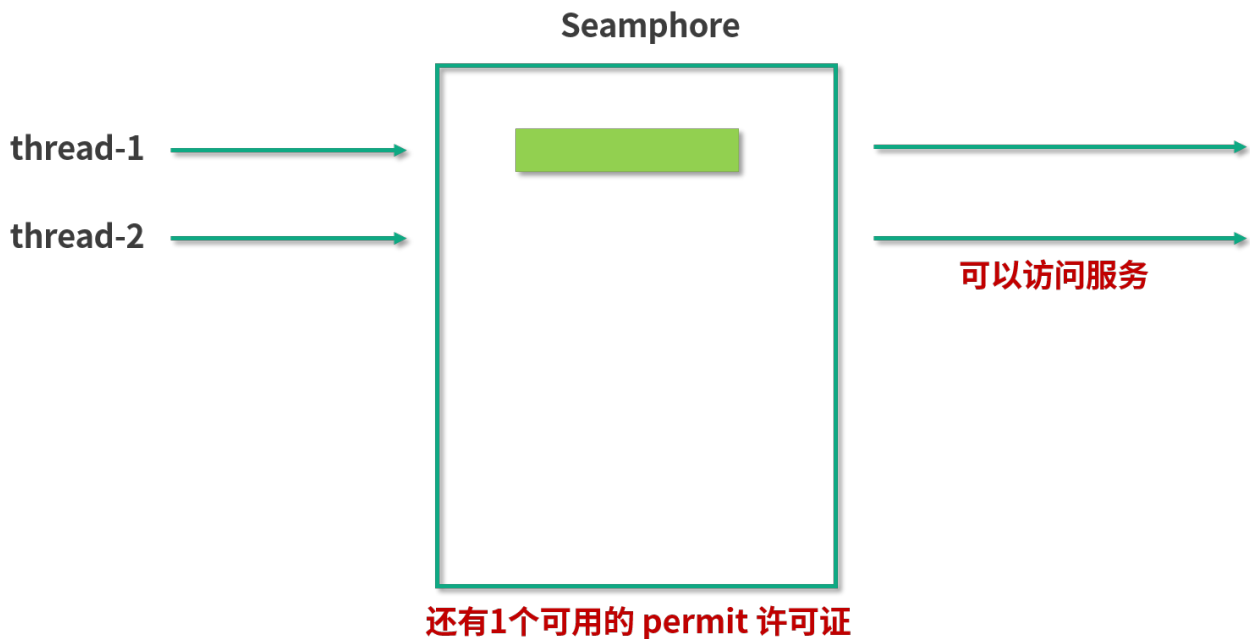 Seamphore
thread-1
thread-2
可以访问服务
还有1个可用的 permit 许可证